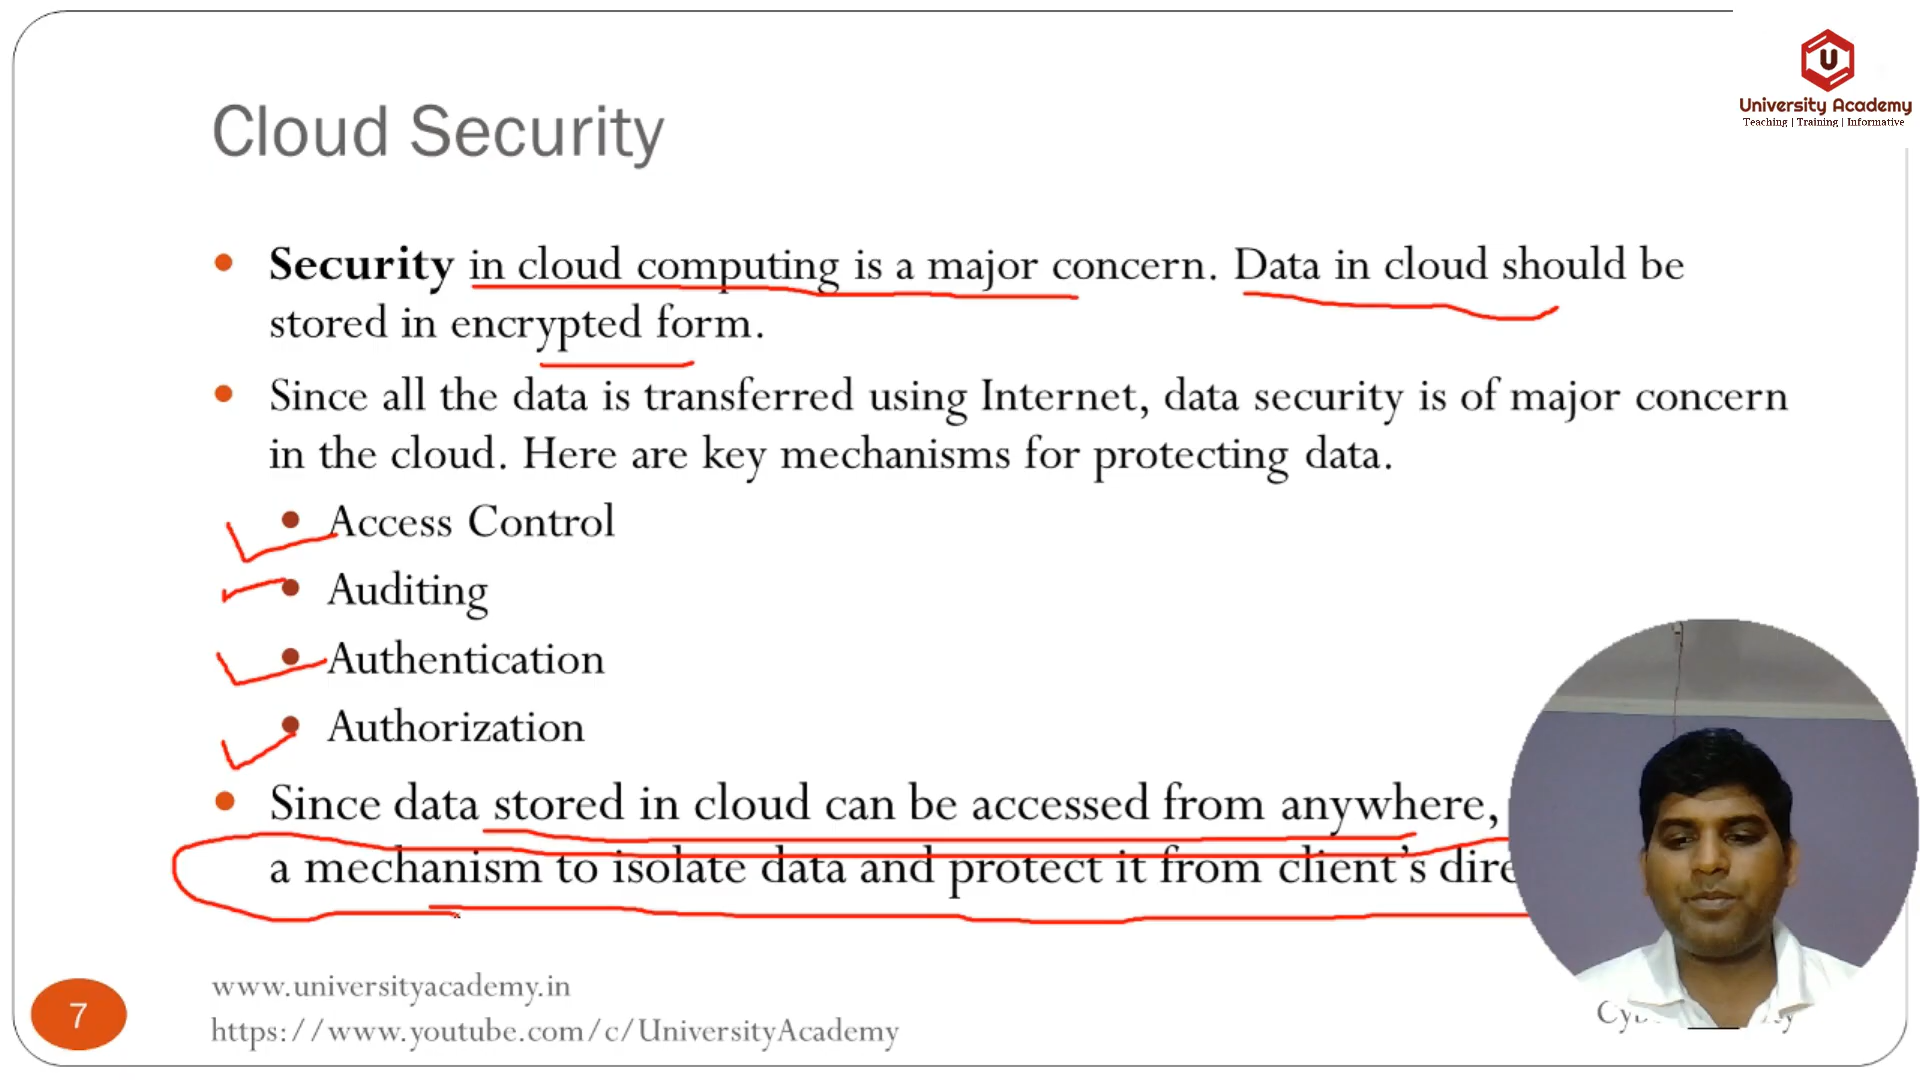 U
University Academy
Teaching | Training | Informative
Cloud Security
• Security in cloud computing is a major concern. Data in cloud should be
stored in encrypted form.
• Since all the data is transferred using Internet, data security is of major concern
in the cloud. Here are key mechanisms for protecting data.
• Access Control
• Auditing
• Authentication
• Authorization
• Since data stored in cloud can be accessed from anywhere,
a mechanism to isolate data and protect it from client's
www.universityacademy.in
https://www.youtube.com/c/UniversityAcademy
7